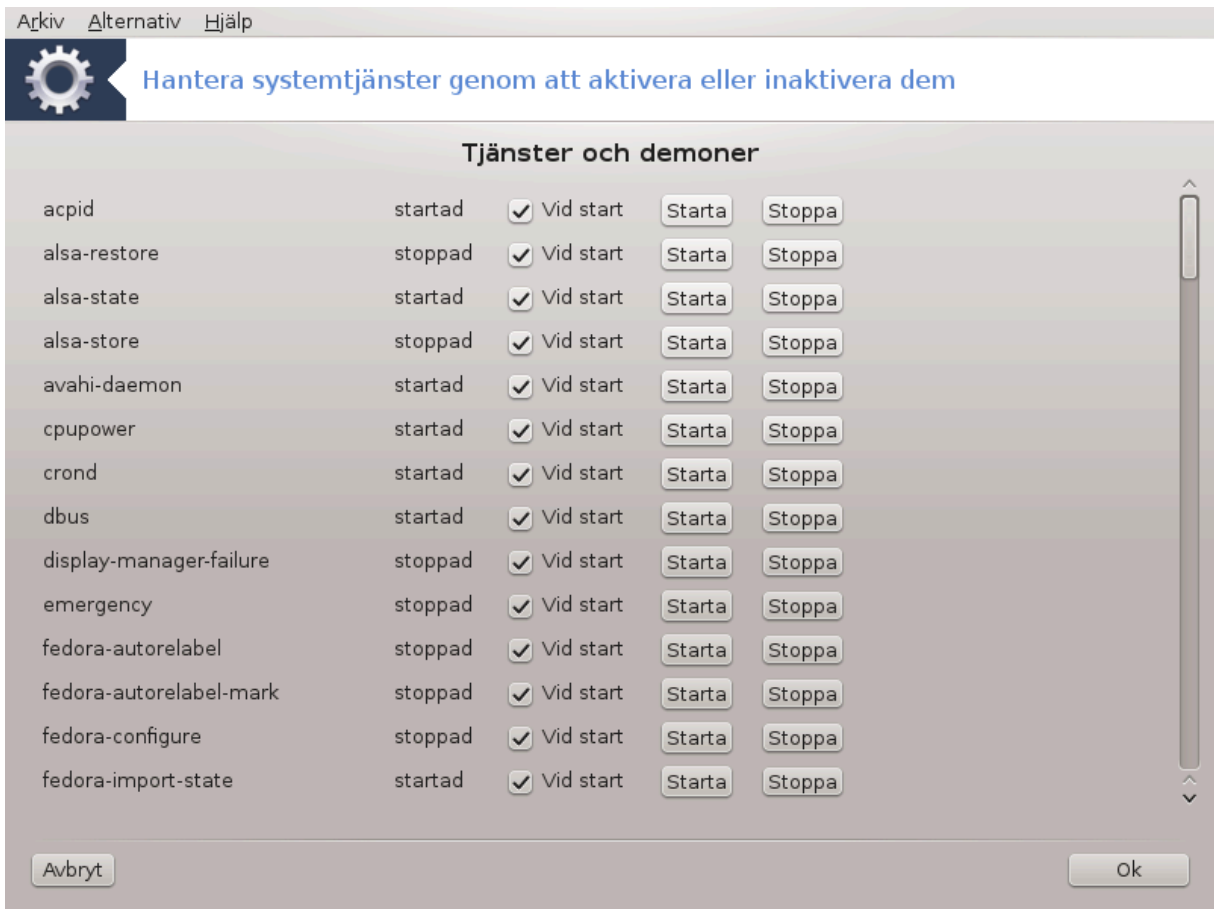 Arkiv Alternativ Hjälp
Hantera systemtjänster genom att aktivera eller inaktivera dem
Tjänster och demoner
acpid startad Vid start Starta Stoppa
alsa-restore stoppad Vid start Starta Stoppa
alsa-state startad Vid start Starta Stoppa
alsa-store stoppad Vid start Starta Stoppa
avahi-daemon startad Vid start Starta Stoppa
cpupower startad Vid start Starta Stoppa
crond startad Vid start Starta Stoppa
dbus startad Vid start Starta Stoppa
display-manager-failure stoppad Vid start Starta Stoppa
emergency stoppad Vid start Starta Stoppa
fedora-autorelabel stoppad Vid start Starta Stoppa
fedora-autorelabel-mark stoppad Vid start Starta Stoppa
fedora-configure stoppad Vid start Starta Stoppa
fedora-import-state startad Vid start Starta Stoppa
Avbryt Ok